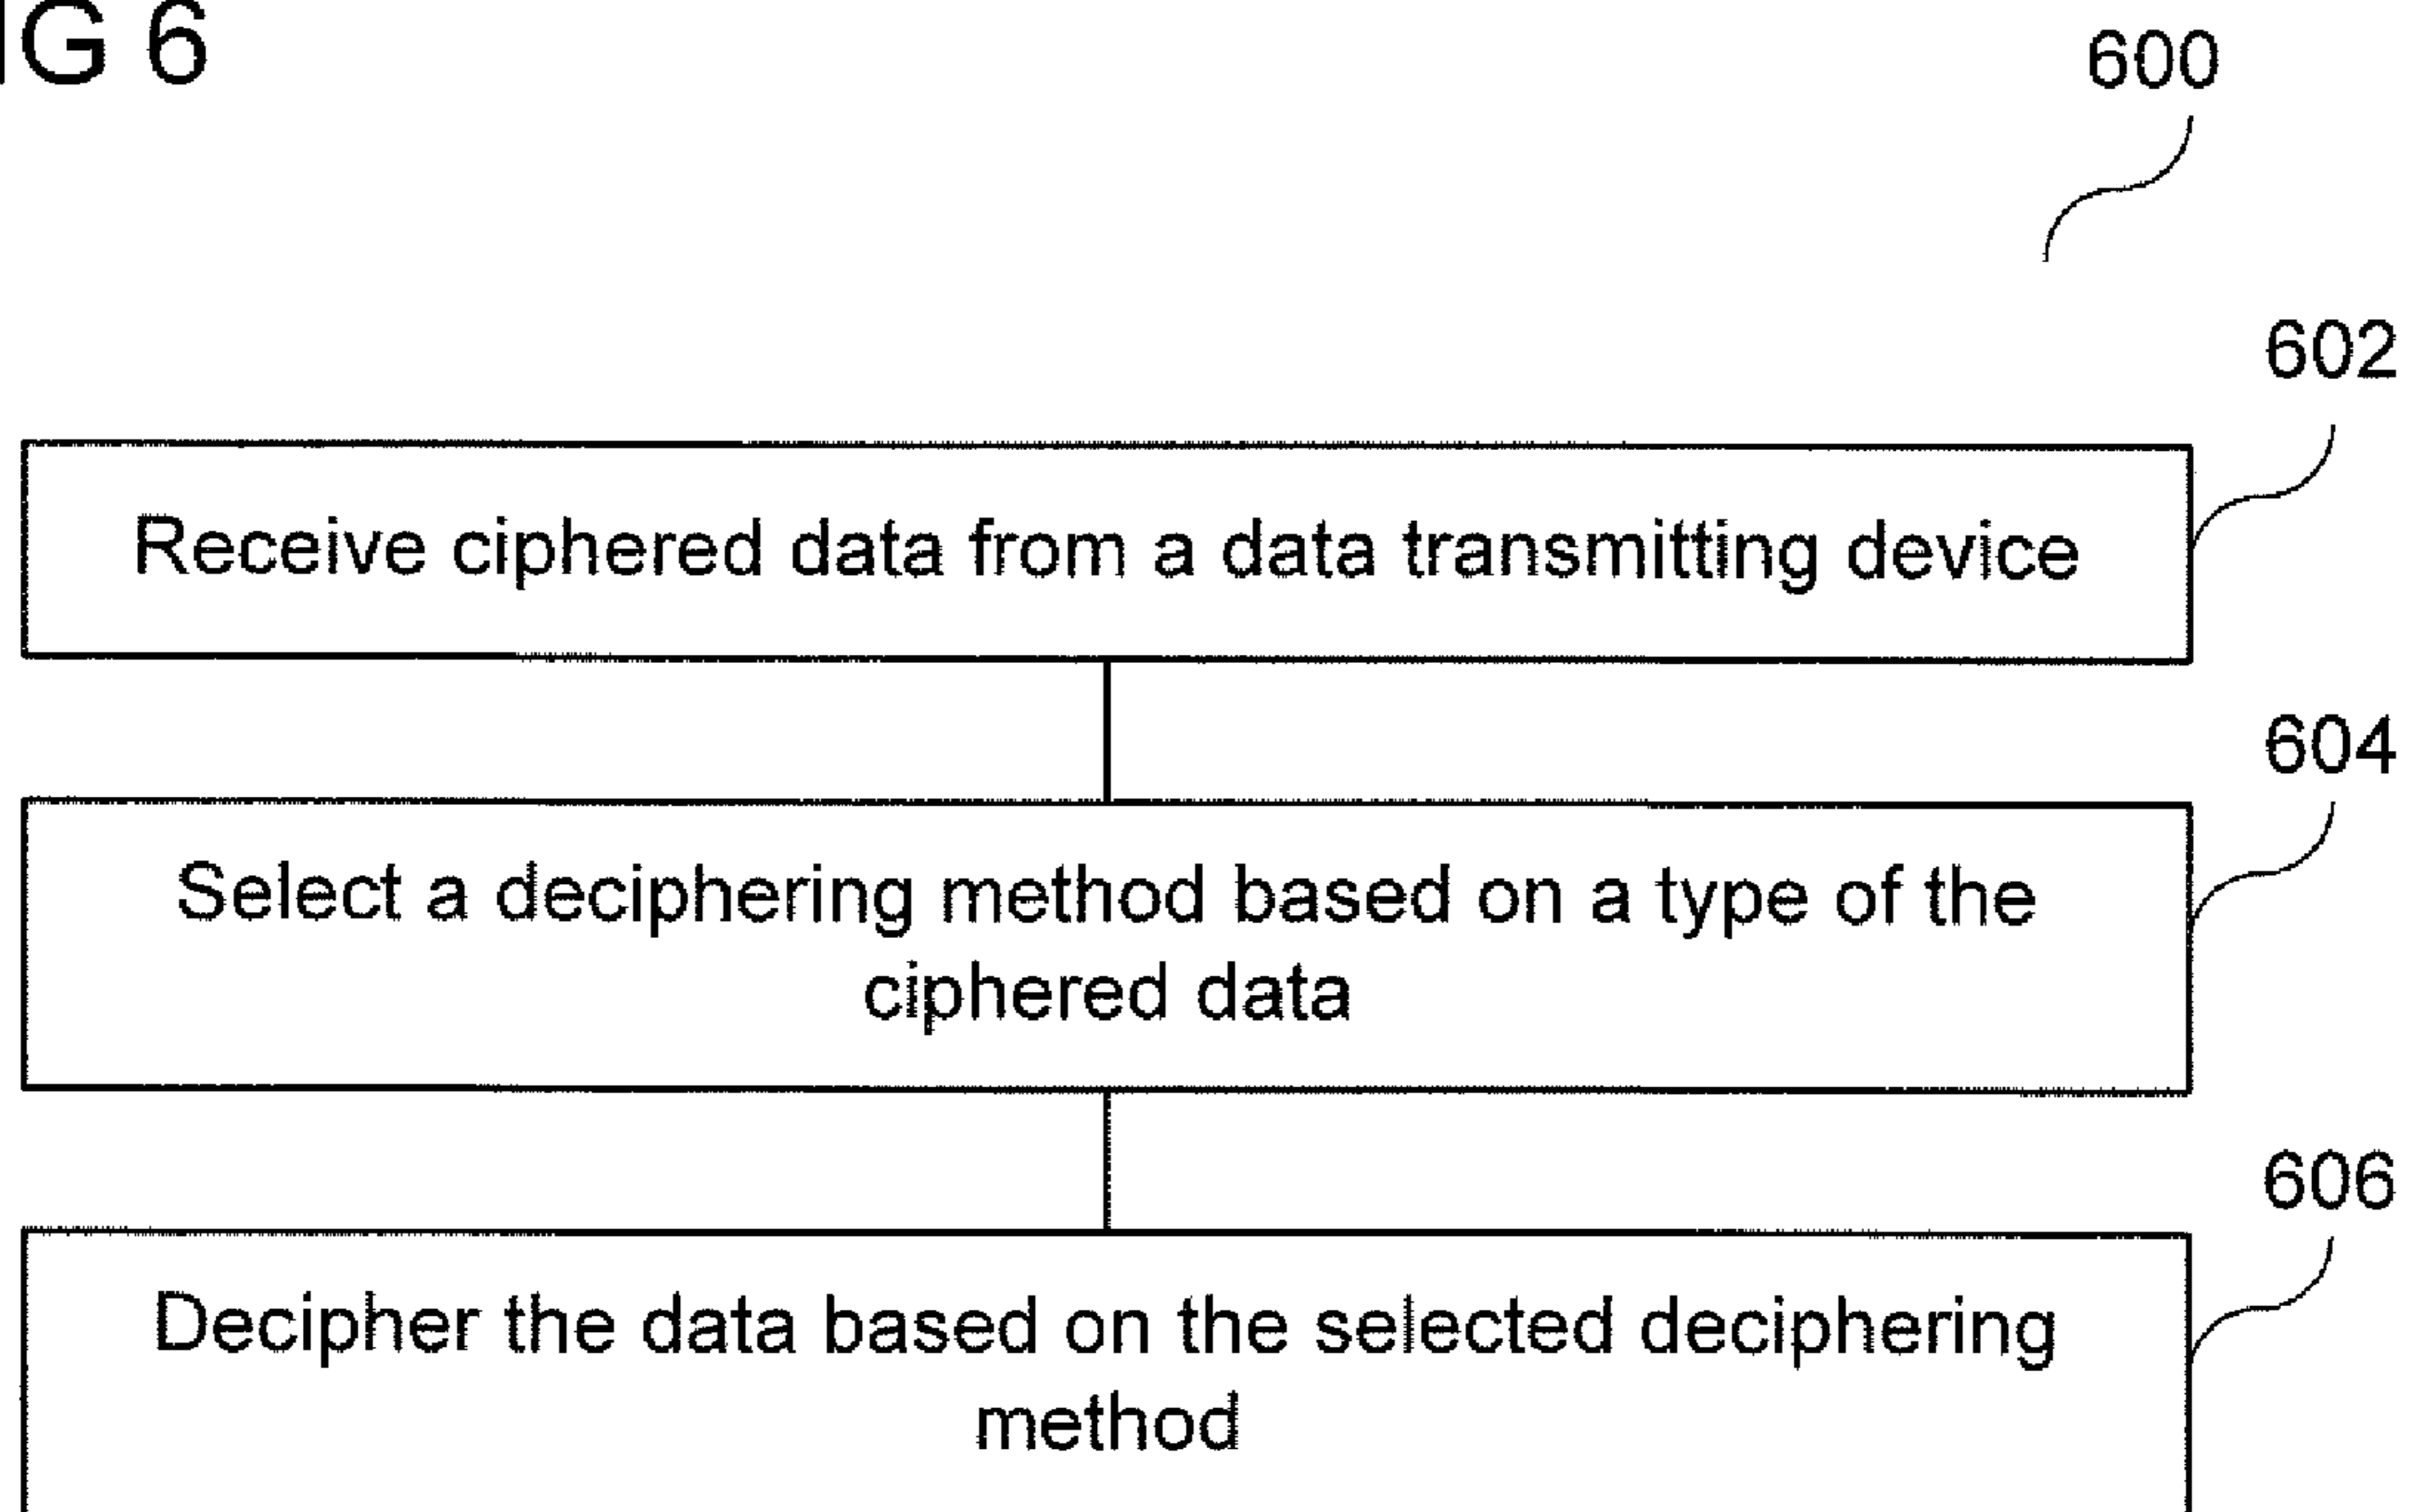 IG 6
600
602
Receive ciphered data from a data transmitting device
604
Select a deciphering method based on a type of the
ciphered data
606
Decipher the data based on the selected deciphering
method